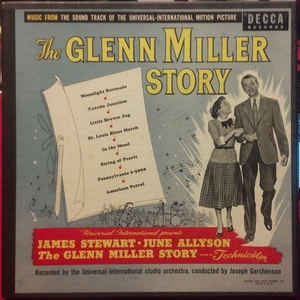 MUSIC FROM THE SOUND TRACK OF THE UNIVERSAL-INTERNATIONAL MOTION PICTURE
DECCA
RECORDS
The GLENN MILLER
STORY
Moonlight Serenade
Tuxedo Junction
Little Brown Jug
St. Louis Blues March
In the Mood
String of Pearls
Pennsylvania 6-5000
American Patrol
Universal International presents
JAMES STEWART · JUNE ALLYSON
The GLENN MILLER STORY Technicolor
Recorded by the Universal-International studio orchestra, conducted by Joseph Gershenson